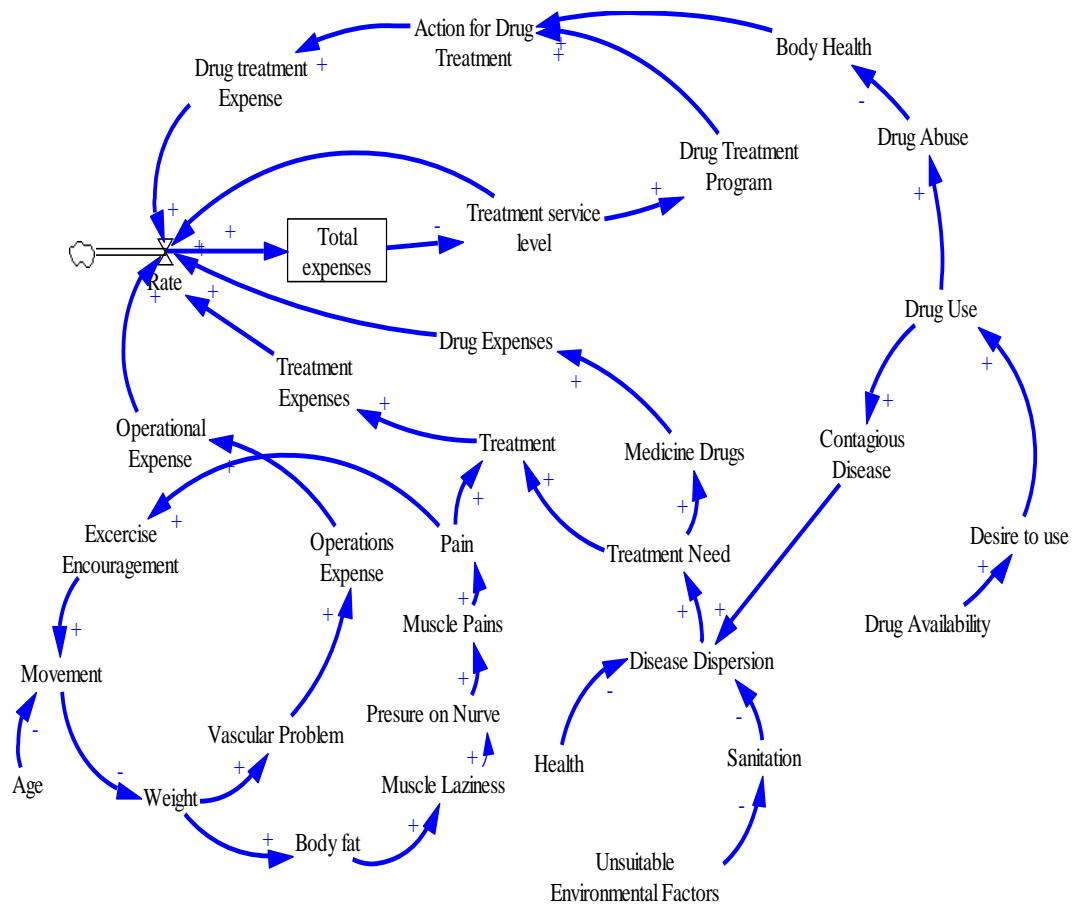 Action for Drug
Treatment
Body Health
Drug treatment
Expense
+
+
+
-
Drug Abuse
Drug Treatment
Program
+
+
Treatment service
level
+
+
-
Total
expenses
+
Rate
+
+
Drug Use
Drug Expenses
+
Treatment
Expenses
+
+
+
Operational
Expense
+
Treatment
Medicine Drugs
Contagious
Disease
+
+
+
+
Excercise
Encouragement
Operations
Expense
Pain
Treatment Need
Desire to use
+
+
+
+
+
+
Muscle Pains
Drug Availability
Movement
Disease Dispersion
-
+
-
-
Presure on Nurve
Vascular Problem
Age
-
+
+
Health
Sanitation
Weight
Muscle Laziness
-
+
+
Body fat
Unsuitable
Environmental Factors